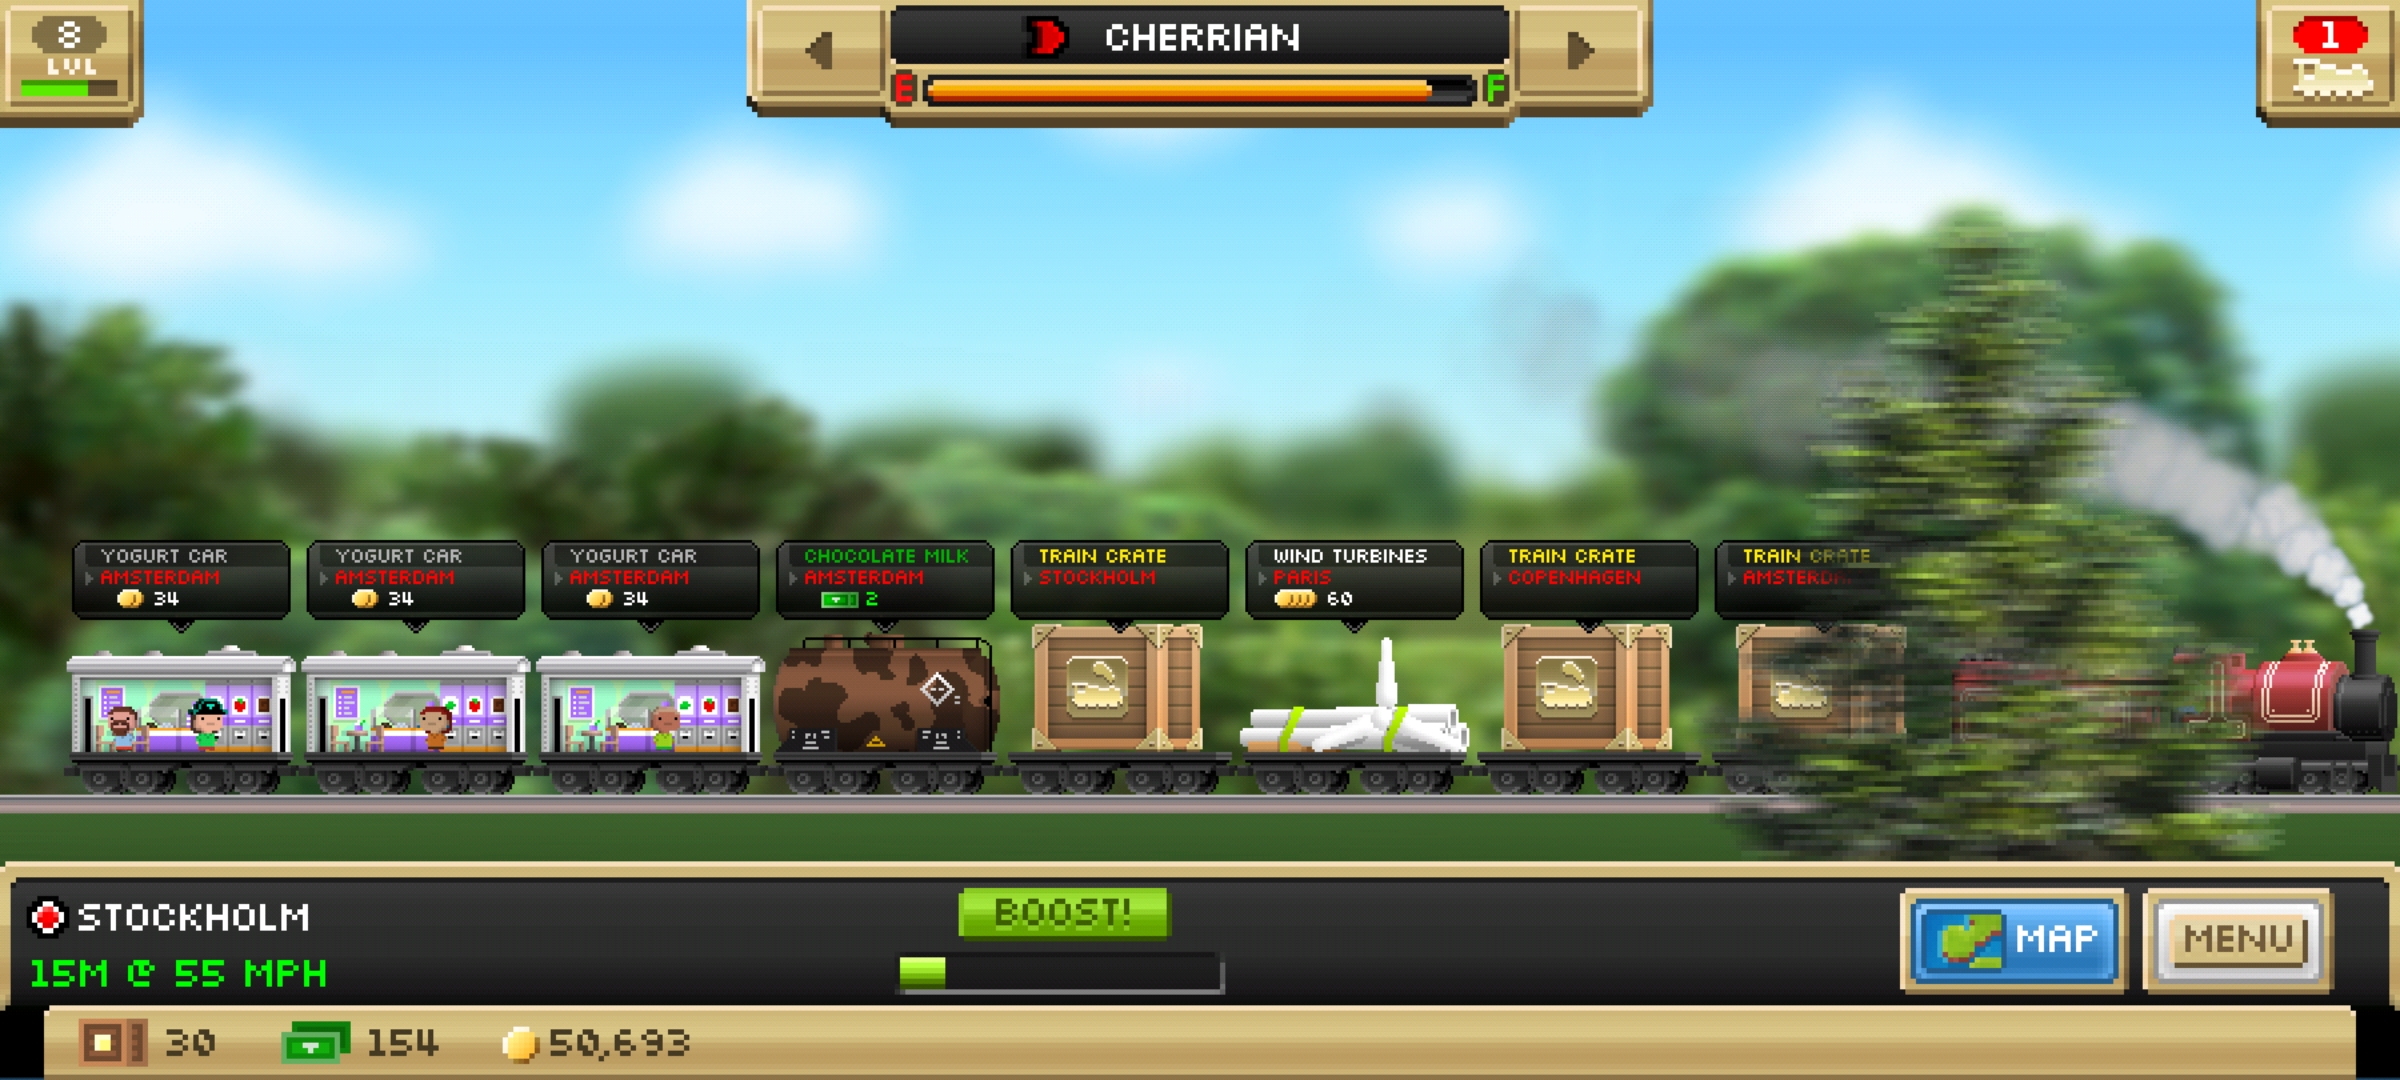 8
LVL
CHERRIAN
E
F
1
YOGURT CAR
AMSTERDAM
34
YOGURT CAR
AMSTERDAM
34
YOGURT CAR
AMSTERDAM
34
CHOCOLATE MILK
AMSTERDAM
2
TRAIN CRATE
STOCKHOLM
WIND TURBINES
PARIS
60
TRAIN CRATE
COPENHAGEN
TRAIN CRATE
AMSTERDAM
STOCKHOLM
15M @ 55 MPH
BOOST!
MAP
MENU
30
154
50,693